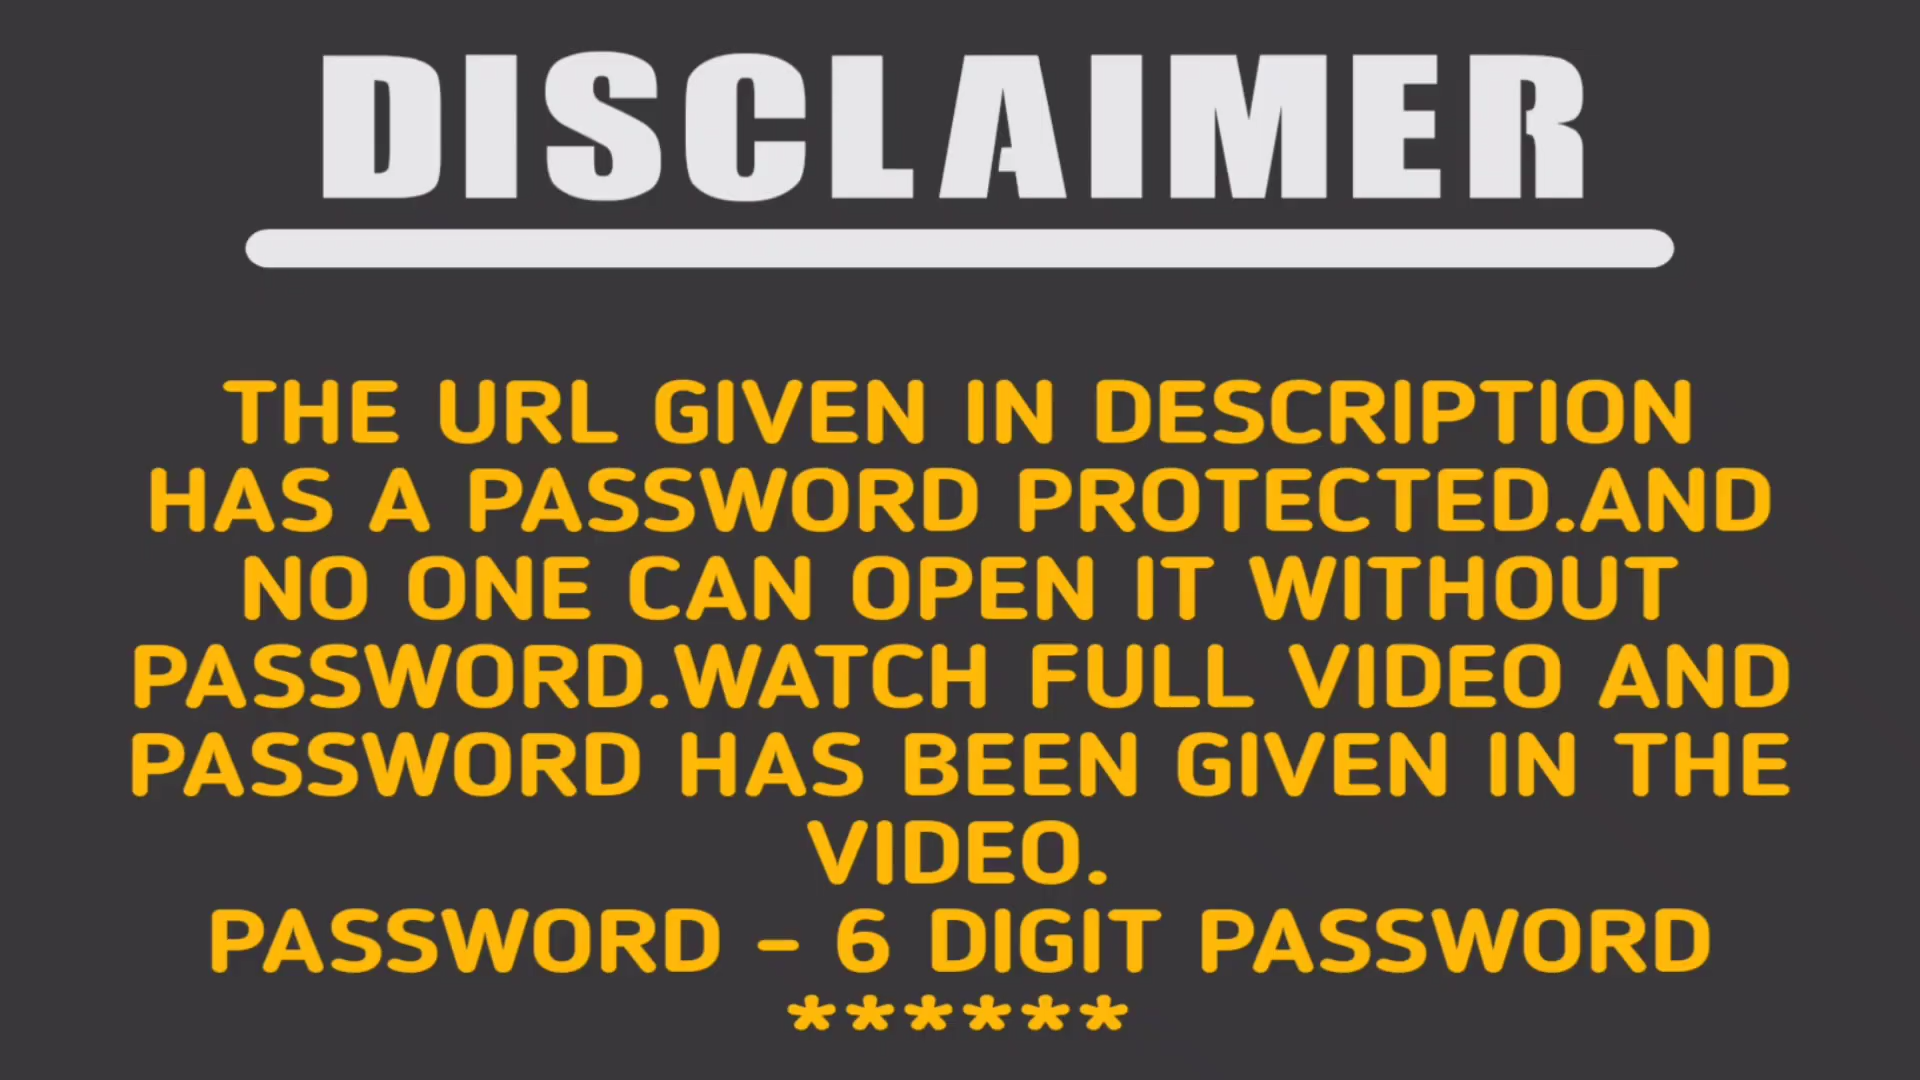 DISCLAIMER
THE URL GIVEN IN DESCRIPTION
HAS A PASSWORD PROTECTED.AND
NO ONE CAN OPEN IT WITHOUT
PASSWORD.WATCH FULL VIDEO AND
PASSWORD HAS BEEN GIVEN IN THE
VIDEO.
PASSWORD - 6 DIGIT PASSWORD
******